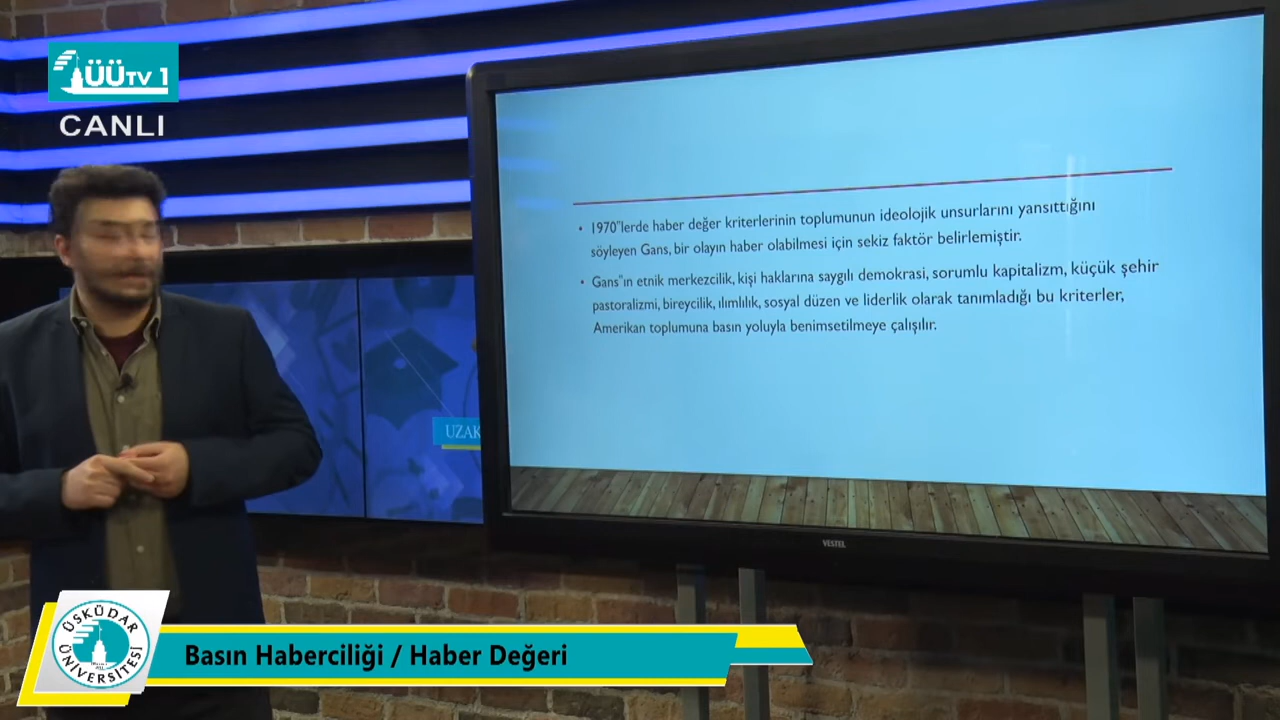 ÜÜTV 1
CANLI
• 1970"lerde haber değer kriterlerinin toplumunun ideolojik unsurlarını yansıttığını
söyleyen Gans, bir olayın haber olabilmesi için sekiz faktör belirlemiştir.
• Gans"ın etnik merkezcilik, kişi haklarına saygılı demokrasi, sorumlu kapitalizm, küçük şehir
pastoralizmi, bireycilik, ılımlılık, sosyal düzen ve liderlik olarak tanımladığı bu kriterler,
Amerikan toplumuna basın yoluyla benimsetilmeye çalışılır.
UZAK
VESTEL
ÜSKÜDAR
ÜNİVERSİTESİ
Basın Haberciliği / Haber Değeri